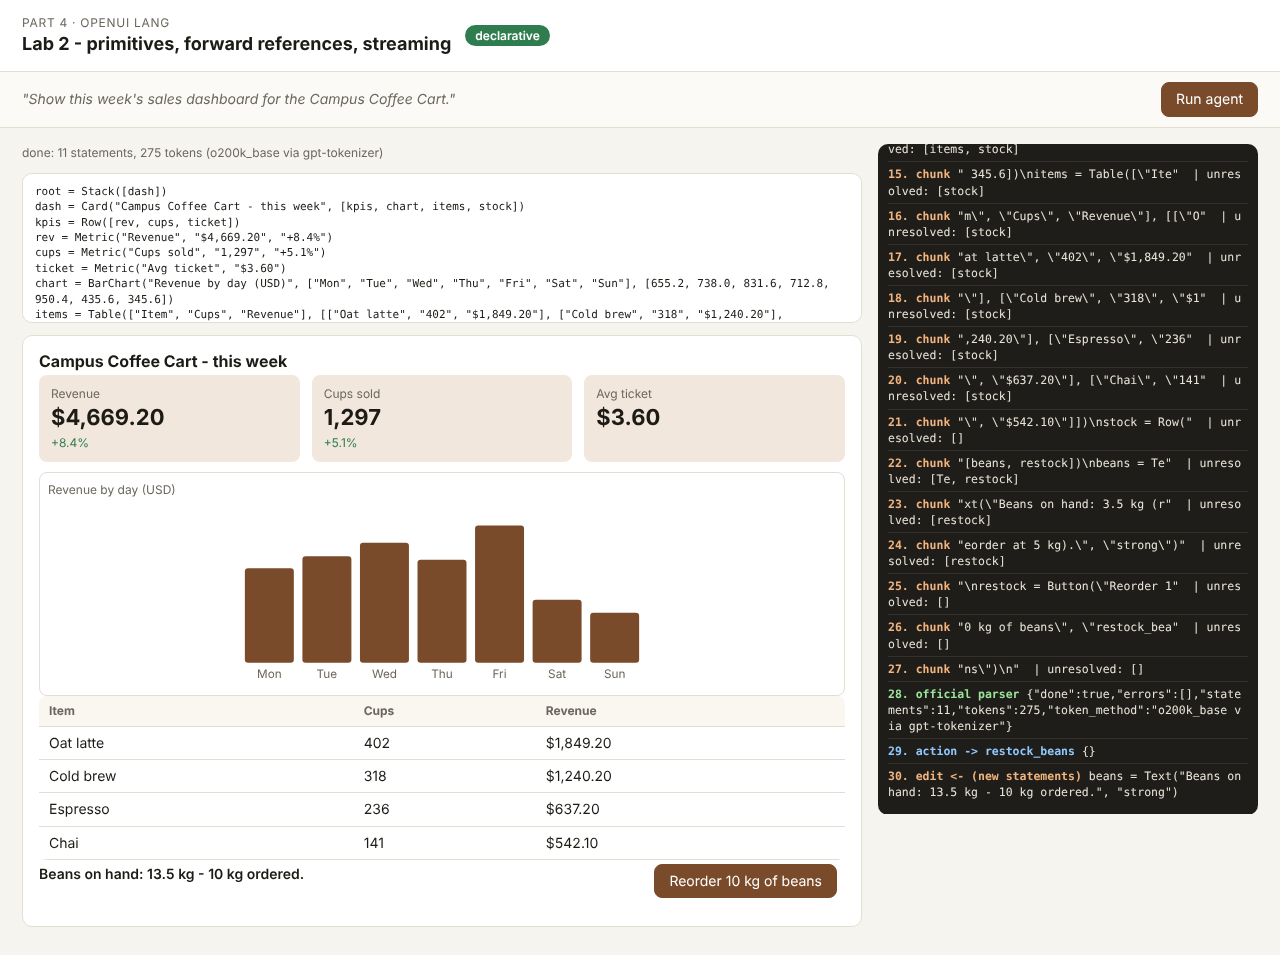 PART 4 · OPENUI LANG
Lab 2 - primitives, forward references, streaming
declarative
"Show this week's sales dashboard for the Campus Coffee Cart."
Run agent
done: 11 statements, 275 tokens (o200k_base via gpt-tokenizer)
root = Stack([dash])
dash = Card("Campus Coffee Cart - this week", [kpis, chart, items, stock])
kpis = Row([rev, cups, ticket])
rev = Metric("Revenue", "$4,669.20", "+8.4%")
cups = Metric("Cups sold", "1,297", "+5.1%")
ticket = Metric("Avg ticket", "$3.60")
chart = BarChart("Revenue by day (USD)", ["Mon", "Tue", "Wed", "Thu", "Fri", "Sat", "Sun"], [655.2, 738.0, 831.6, 712.8,
950.4, 435.6, 345.6])
items = Table(["Item", "Cups", "Revenue"], [["Oat latte", "402", "$1,849.20"], ["Cold brew", "318", "$1,240.20"],
Campus Coffee Cart - this week
Revenue
$4,669.20
+8.4%
Cups sold
1,297
+5.1%
Avg ticket
$3.60
Revenue by day (USD)
Mon Tue Wed Thu Fri Sat Sun
Item Cups Revenue
Oat latte 402 $1,849.20
Cold brew 318 $1,240.20
Espresso 236 $637.20
Chai 141 $542.10
Beans on hand: 13.5 kg - 10 kg ordered.
Reorder 10 kg of beans
ved: [items, stock]
15. chunk " 345.6])\nitems = Table([\"Ite"  | unres
olved: [stock]
16. chunk "m\", \"Cups\", \"Revenue\"], [[\"O"  | u
nresolved: [stock]
17. chunk "at latte\", \"402\", \"$1,849.20"  | unr
esolved: [stock]
18. chunk "\"], [\"Cold brew\", \"318\", \"$1"  | u
nresolved: [stock]
19. chunk ",240.20\"], [\"Espresso\", \"236"  | unr
esolved: [stock]
20. chunk "\", \"$637.20\"], [\"Chai\", \"141"  | u
nresolved: [stock]
21. chunk "\", \"$542.10\"]])\nstock = Row("  | unr
esolved: []
22. chunk "[beans, restock])\nbeans = Te"  | unreso
lved: [Te, restock]
23. chunk "xt(\"Beans on hand: 3.5 kg (r"  | unreso
lved: [restock]
24. chunk "eorder at 5 kg).\", \"strong\")"  | unre
solved: [restock]
25. chunk "\nrestock = Button(\"Reorder 1"  | unres
olved: []
26. chunk "0 kg of beans\", \"restock_bea"  | unres
olved: []
27. chunk "ns\")\n"  | unresolved: []
28. official parser {"done":true,"errors":[],"state
ments":11,"tokens":275,"token_method":"o200k_base v
ia gpt-tokenizer"}
29. action -> restock_beans {}
30. edit <- (new statements) beans = Text("Beans on
hand: 13.5 kg - 10 kg ordered.", "strong")